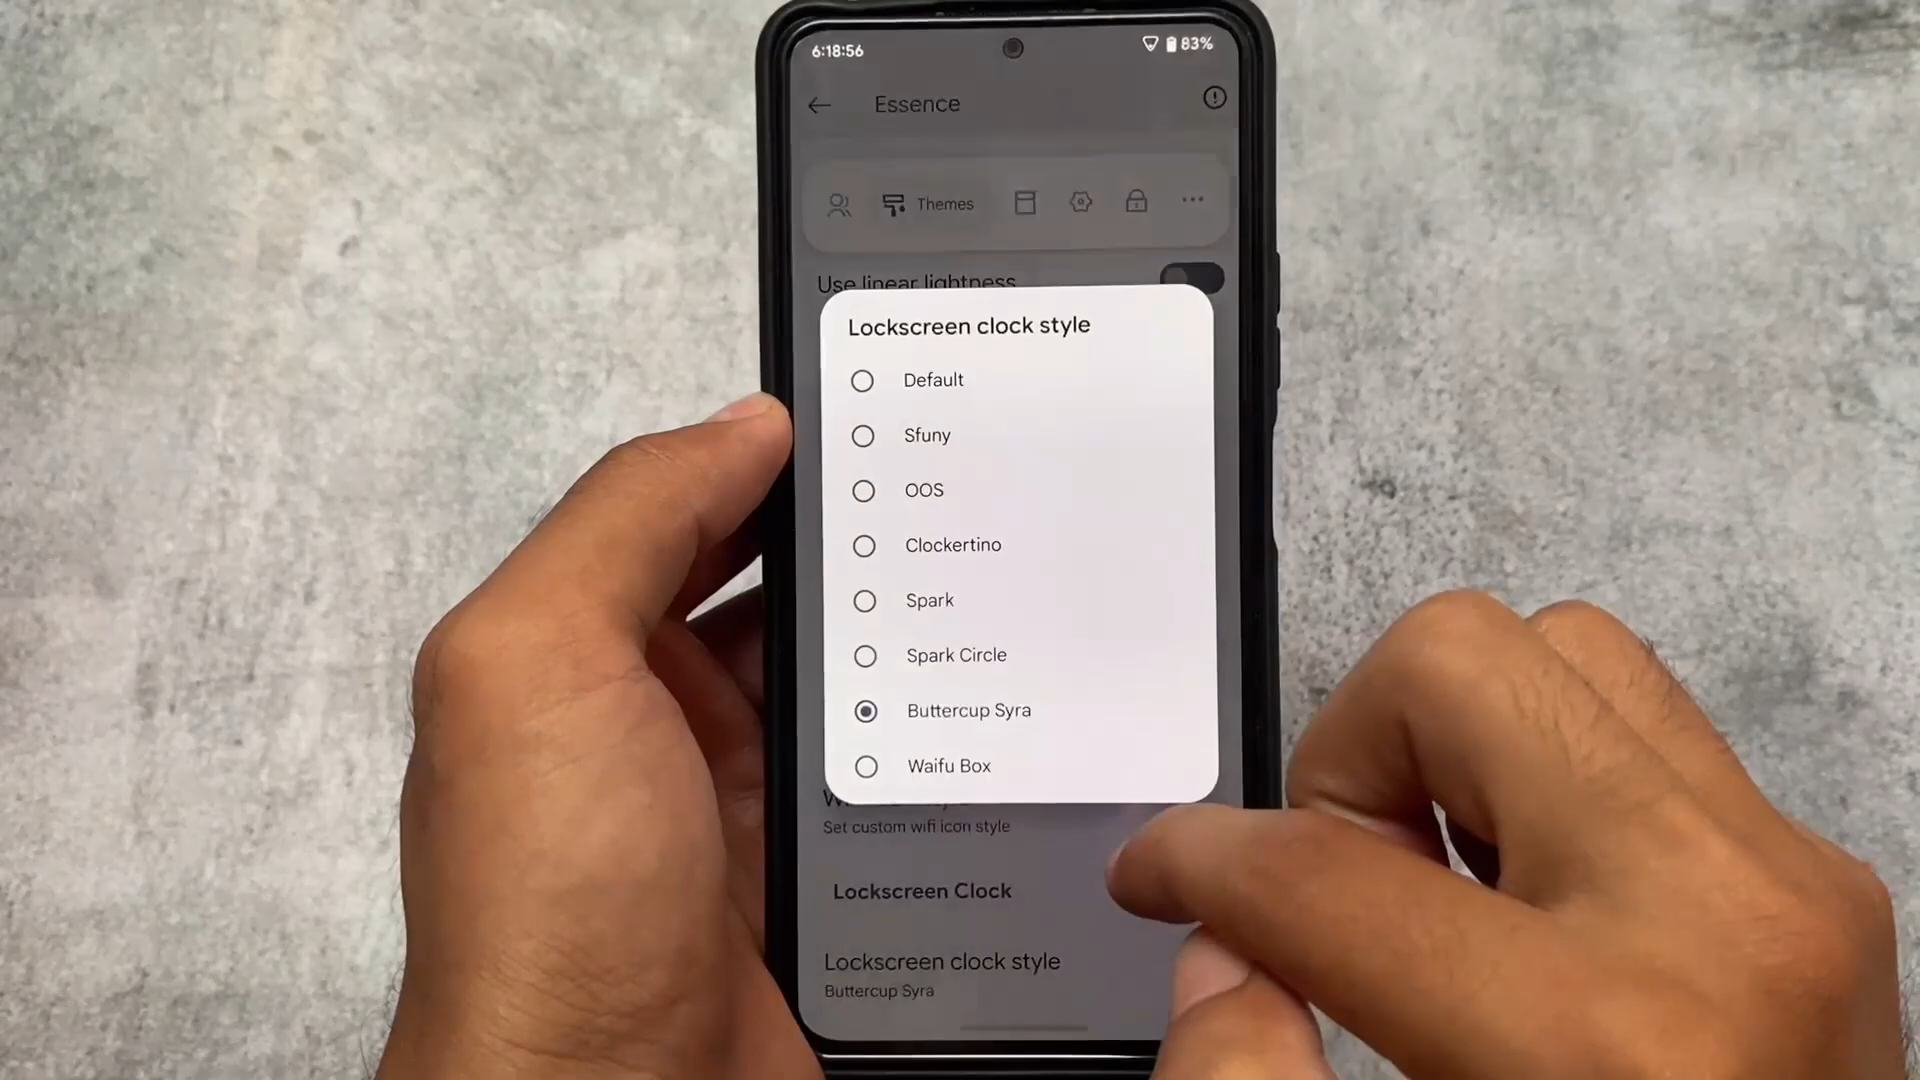 6:18:56
83%
Essence
Themes
Use linear lightness
Lockscreen clock style
Default
Sfuny
OOS
Clockertino
Spark
Spark Circle
Buttercup Syra
Waifu Box
Set custom wifi icon style
Lockscreen Clock
Lockscreen clock style
Buttercup Syra